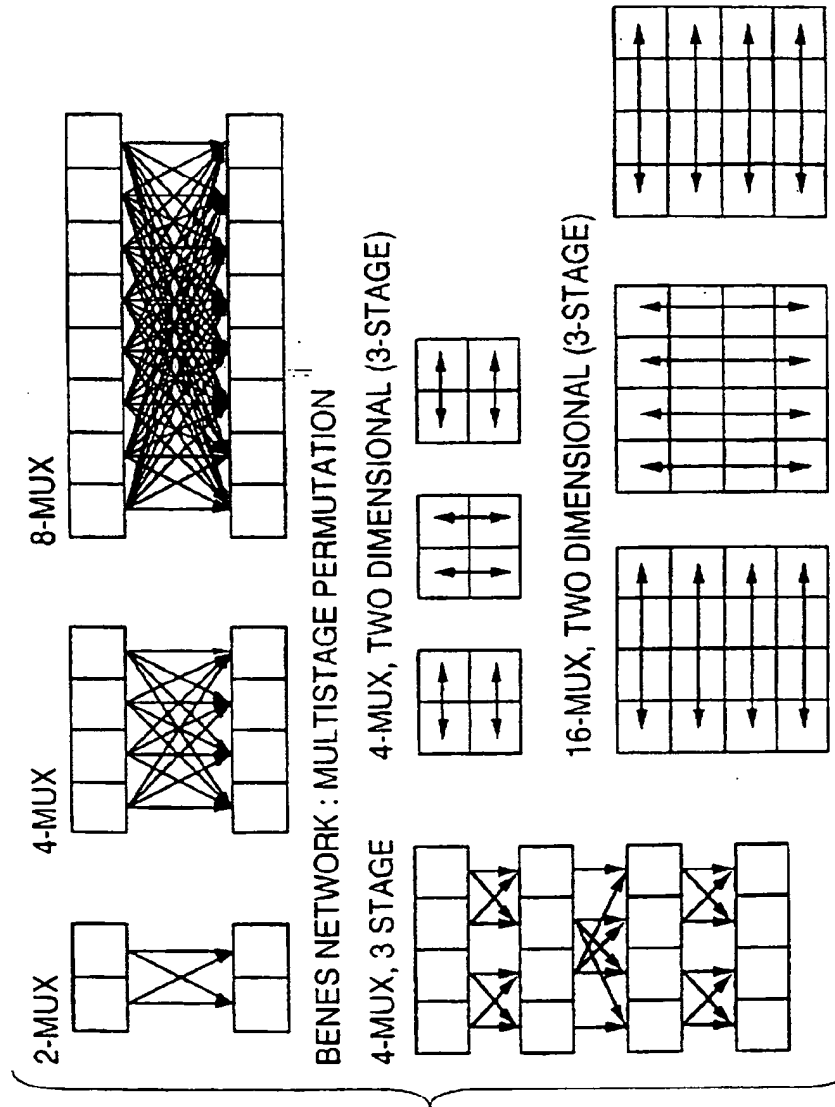 2-MUX
4-MUX
8-MUX
BENES NETWORK : MULTISTAGE PERMUTATION
4-MUX, 3 STAGE
4-MUX, TWO DIMENSIONAL (3-STAGE)
16-MUX, TWO DIMENSIONAL (3-STAGE)